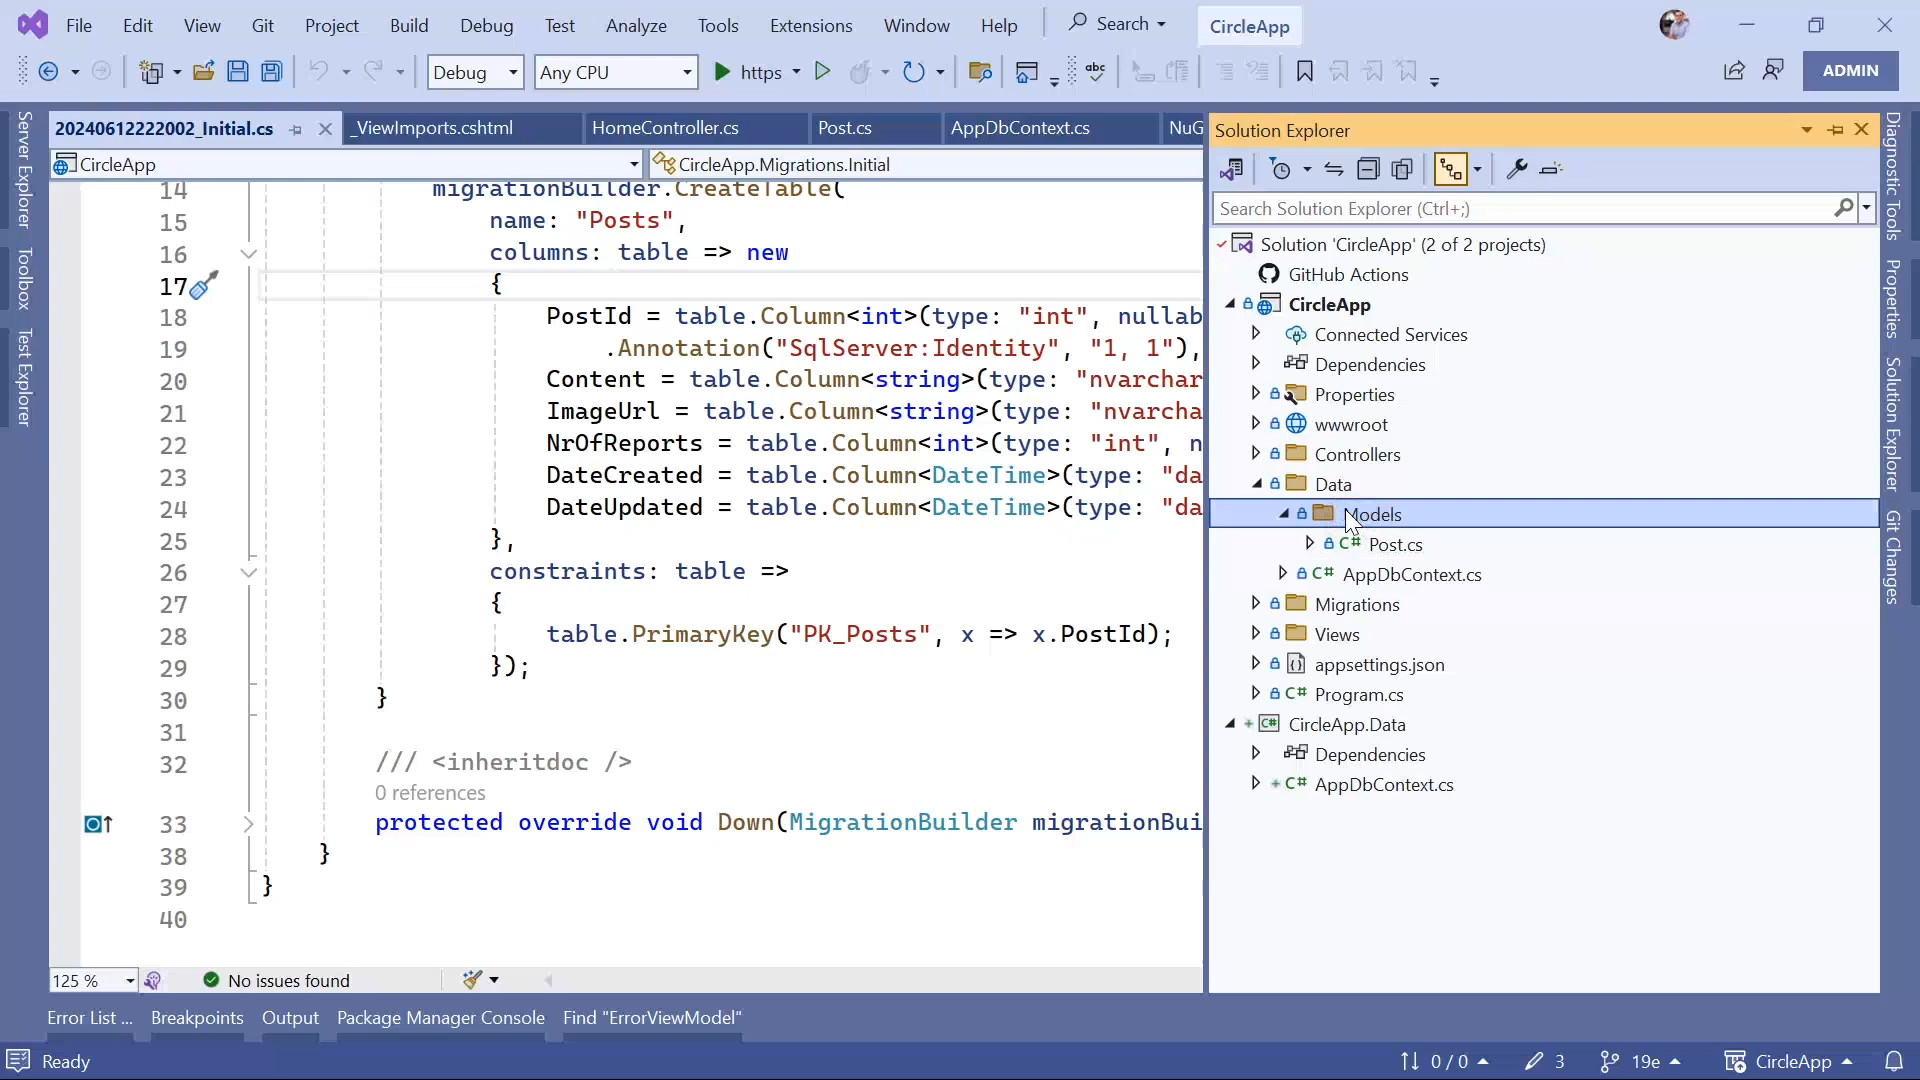 File Edit View Git Project Build Debug Test Analyze Tools Extensions Window Help Search CircleApp
Debug Any CPU https abc ADMIN
Server Explorer
Toolbox
Test Explorer
20240612222002_Initial.cs _ViewImports.cshtml HomeController.cs Post.cs AppDbContext.cs NuG
CircleApp CircleApp.Migrations.Initial
14 migrationBuilder.CreateTable(
15 name: "Posts",
16 columns: table => new
17 {
18 PostId = table.Column<int>(type: "int", nullab
19 .Annotation("SqlServer:Identity", "1, 1"),
20 Content = table.Column<string>(type: "nvarchar
21 ImageUrl = table.Column<string>(type: "nvarcha
22 NrOfReports = table.Column<int>(type: "int", n
23 DateCreated = table.Column<DateTime>(type: "da
24 DateUpdated = table.Column<DateTime>(type: "da
25 },
26 constraints: table =>
27 {
28 table.PrimaryKey("PK_Posts", x => x.PostId);
29 });
30 }
31
32 /// <inheritdoc />
0 references
33 protected override void Down(MigrationBuilder migrationBui
38 }
39 }
40
125 % No issues found
Solution Explorer
Search Solution Explorer (Ctrl+;)
Solution 'CircleApp' (2 of 2 projects)
GitHub Actions
CircleApp
Connected Services
Dependencies
Properties
wwwroot
Controllers
Data
Models
C# Post.cs
C# AppDbContext.cs
Migrations
Views
appsettings.json
C# Program.cs
C# CircleApp.Data
Dependencies
C# AppDbContext.cs
Diagnostic Tools
Properties
Solution Explorer
Git Changes
Error List ... Breakpoints Output Package Manager Console Find "ErrorViewModel"
Ready 0 / 0 3 19e CircleApp